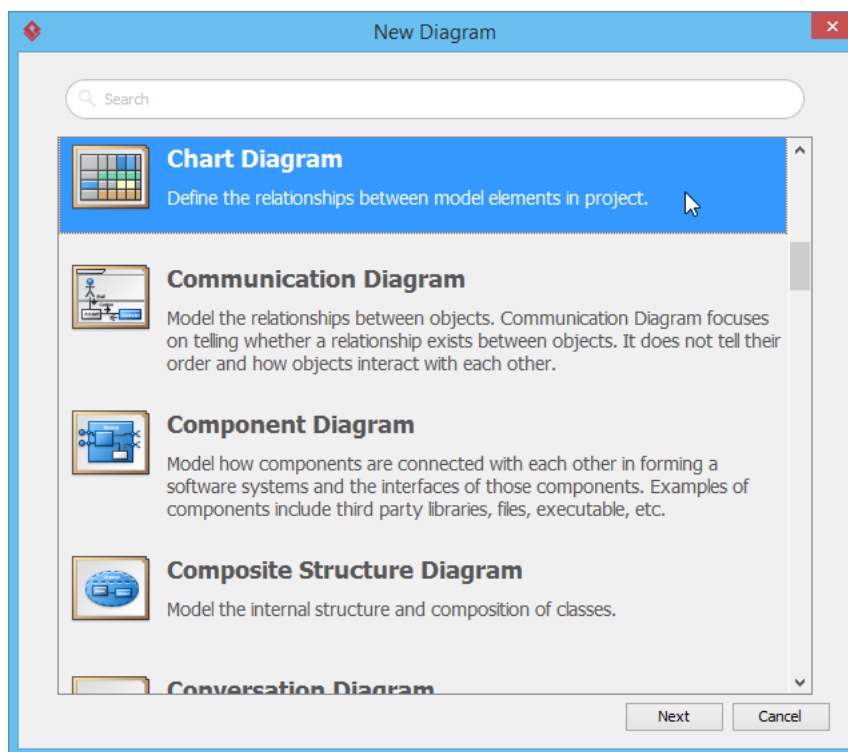 New Diagram
Search
Chart Diagram
Define the relationships between model elements in project.
Communication Diagram
Model the relationships between objects. Communication Diagram focuses
on telling whether a relationship exists between objects. It does not tell their
order and how objects interact with each other.
Component Diagram
Model how components are connected with each other in forming a
software systems and the interfaces of those components. Examples of
components include third party libraries, files, executable, etc.
Composite Structure Diagram
Model the internal structure and composition of classes.
Conversation Diagram
Next
Cancel